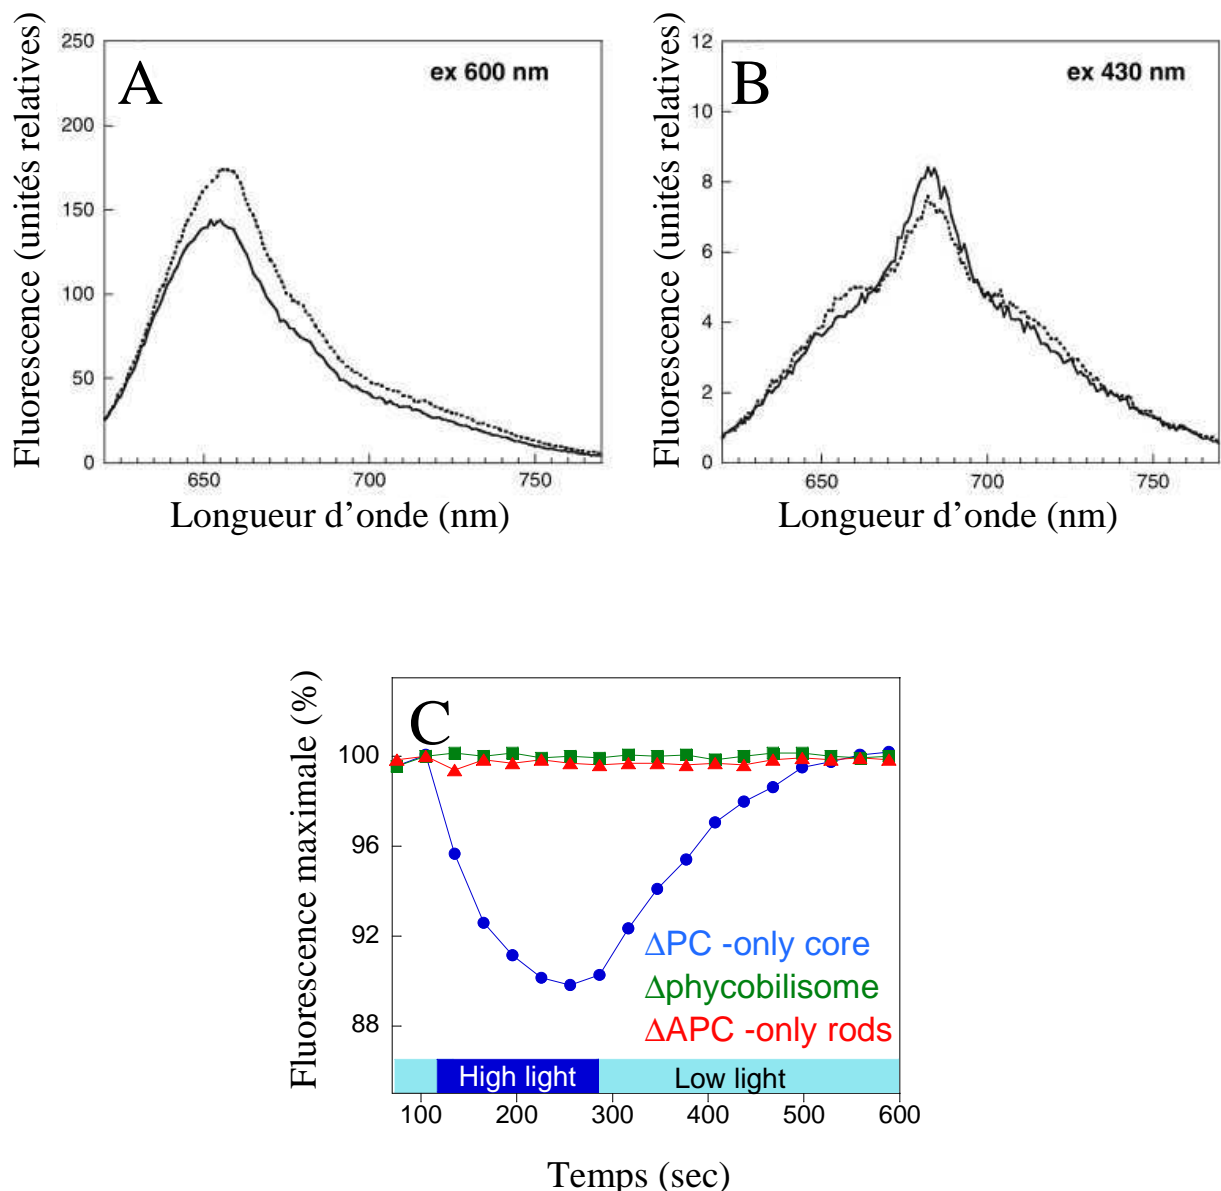 A
ex 600 nm
Fluorescence (unités relatives)
250
200
150
100
50
0
650
700
750
Longueur d’onde (nm)
B
ex 430 nm
Fluorescence (unités relatives)
12
10
8
6
4
2
0
650
700
750
Longueur d’onde (nm)
C
Fluorescence maximale (%)
100
96
92
88
ΔPC -only core
Δphycobilisome
ΔAPC -only rods
High light
Low light
100
200
300
400
500
600
Temps (sec)